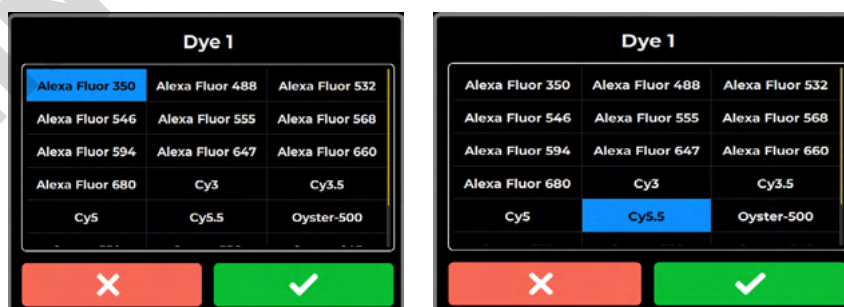 Dye 1
Alexa Fluor 350 Alexa Fluor 488 Alexa Fluor 532
Alexa Fluor 546 Alexa Fluor 555 Alexa Fluor 568
Alexa Fluor 594 Alexa Fluor 647 Alexa Fluor 660
Alexa Fluor 680 Cy3 Cy3.5
Cy5 Cy5.5 Oyster-500
Dye 1
Alexa Fluor 350 Alexa Fluor 488 Alexa Fluor 532
Alexa Fluor 546 Alexa Fluor 555 Alexa Fluor 568
Alexa Fluor 594 Alexa Fluor 647 Alexa Fluor 660
Alexa Fluor 680 Cy3 Cy3.5
Cy5 Cy5.5 Oyster-500